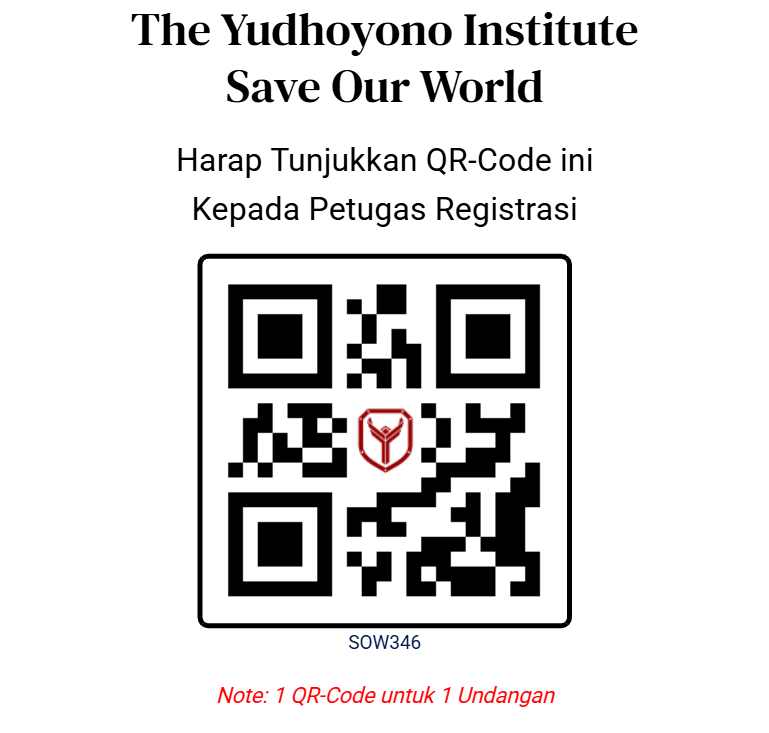 The Yudhoyono Institute
Save Our World
Harap Tunjukkan QR-Code ini
Kepada Petugas Registrasi
SOW346
Note: 1 QR-Code untuk 1 Undangan